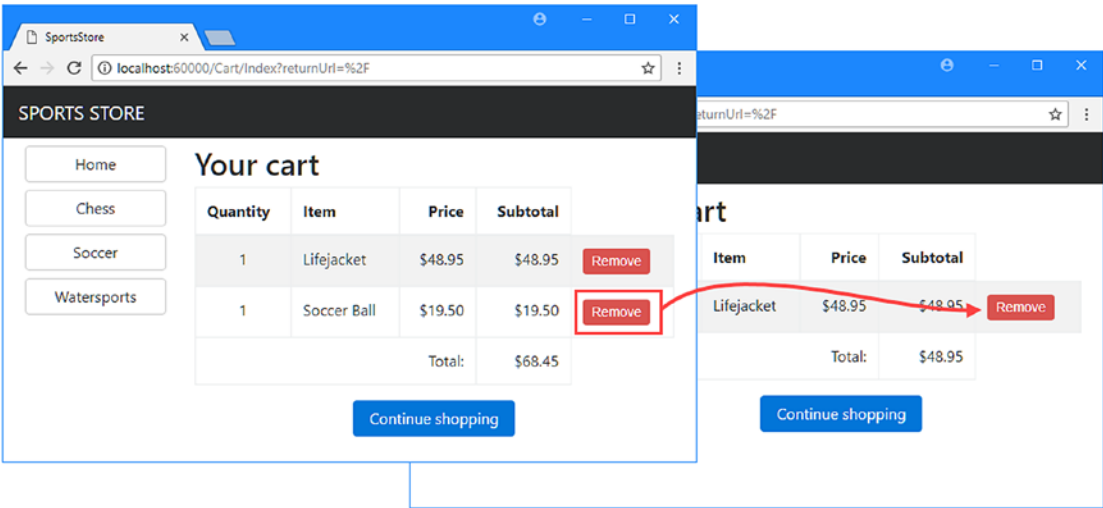 SportsStore
localhost:60000/Cart/Index?returnUrl=%2F
SPORTS STORE
Home
Chess
Soccer
Watersports
Your cart
Quantity Item Price Subtotal
1 Lifejacket $48.95 $48.95 Remove
1 Soccer Ball $19.50 $19.50 Remove
Total: $68.45
Continue shopping
eturnUrl=%2F
art
Item Price Subtotal
Lifejacket $48.95 $48.95 Remove
Total: $48.95
Continue shopping